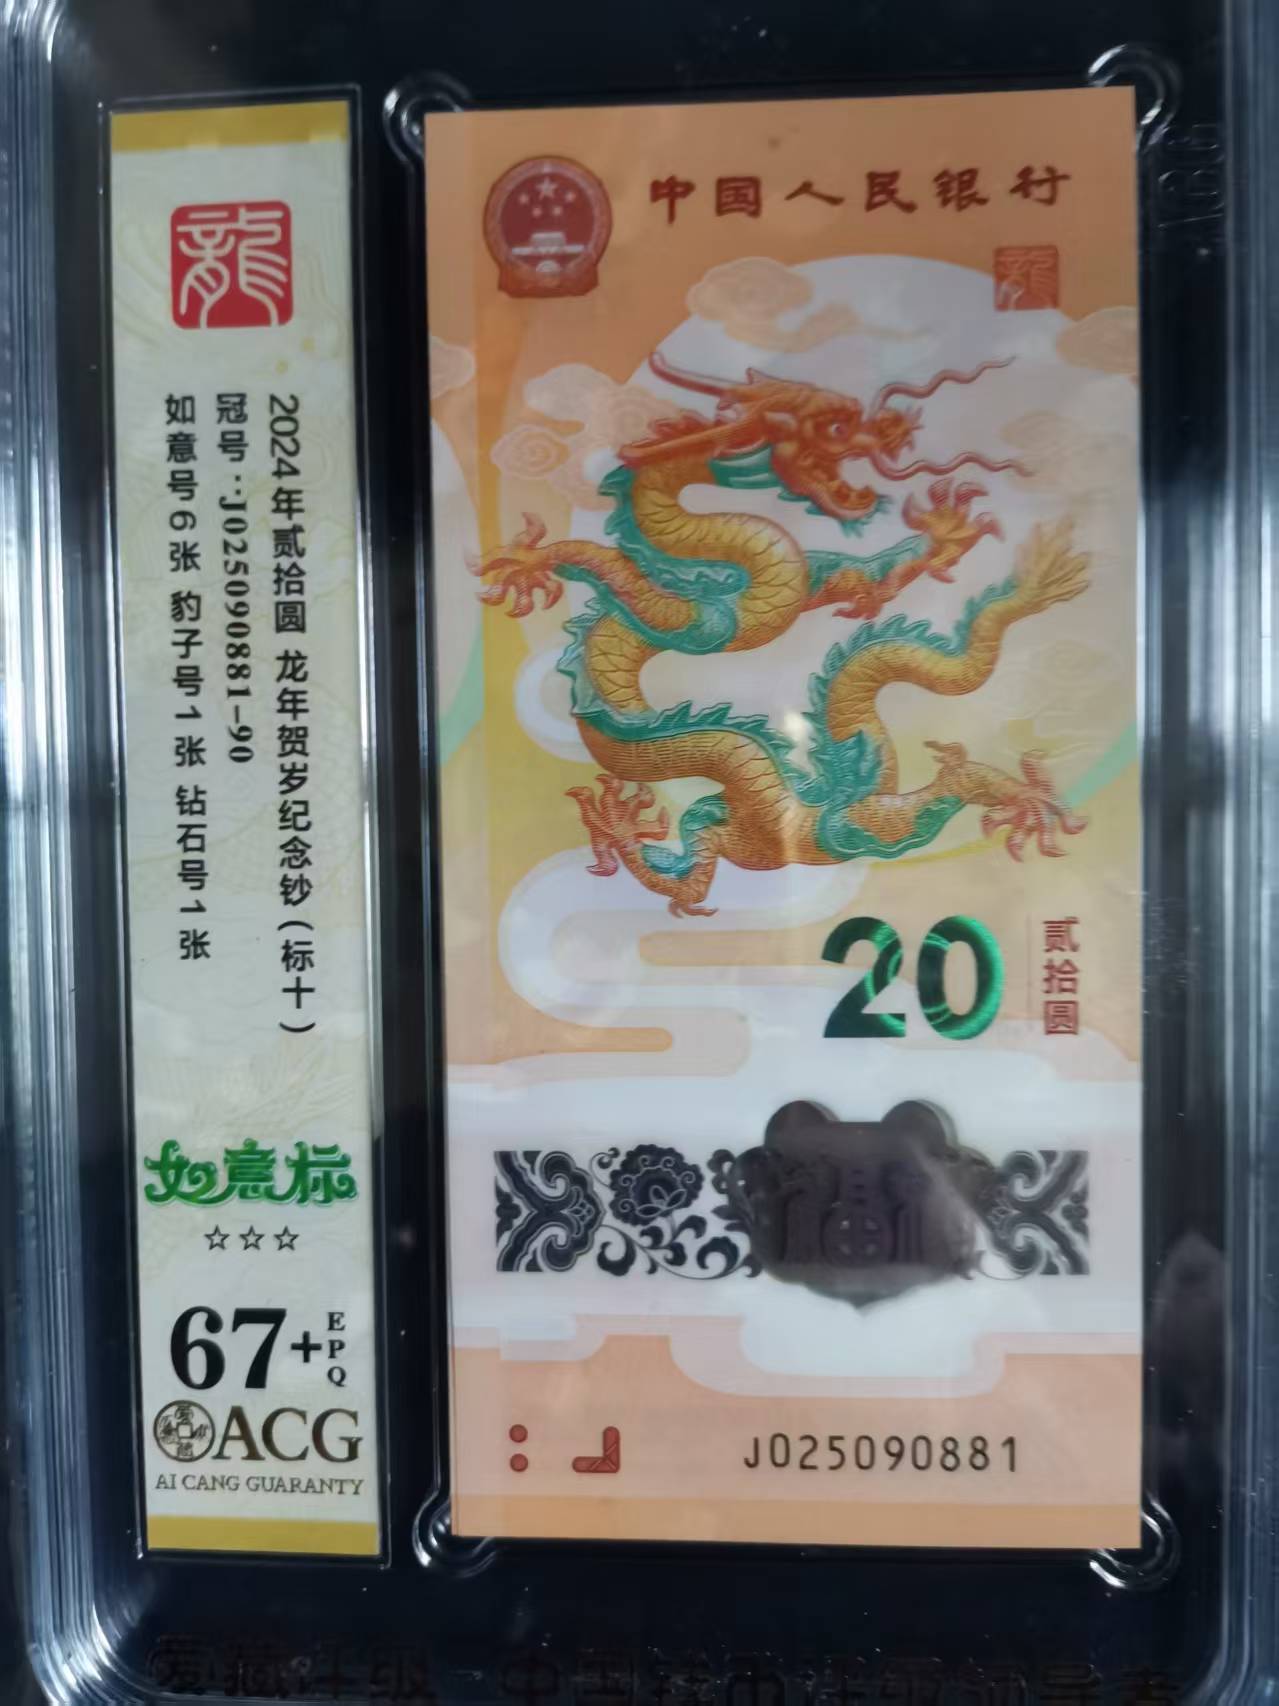 龍
2024年贰拾圆 龙年贺岁纪念钞(标十)
冠号:J025090881-90
如意号6张 豹子号1张 钻石号1张
如意标
☆☆☆
67+
EPQ
ACG
AI CANG GUARANTY
中国人民银行
龍
20
贰拾圆
福
J025090881